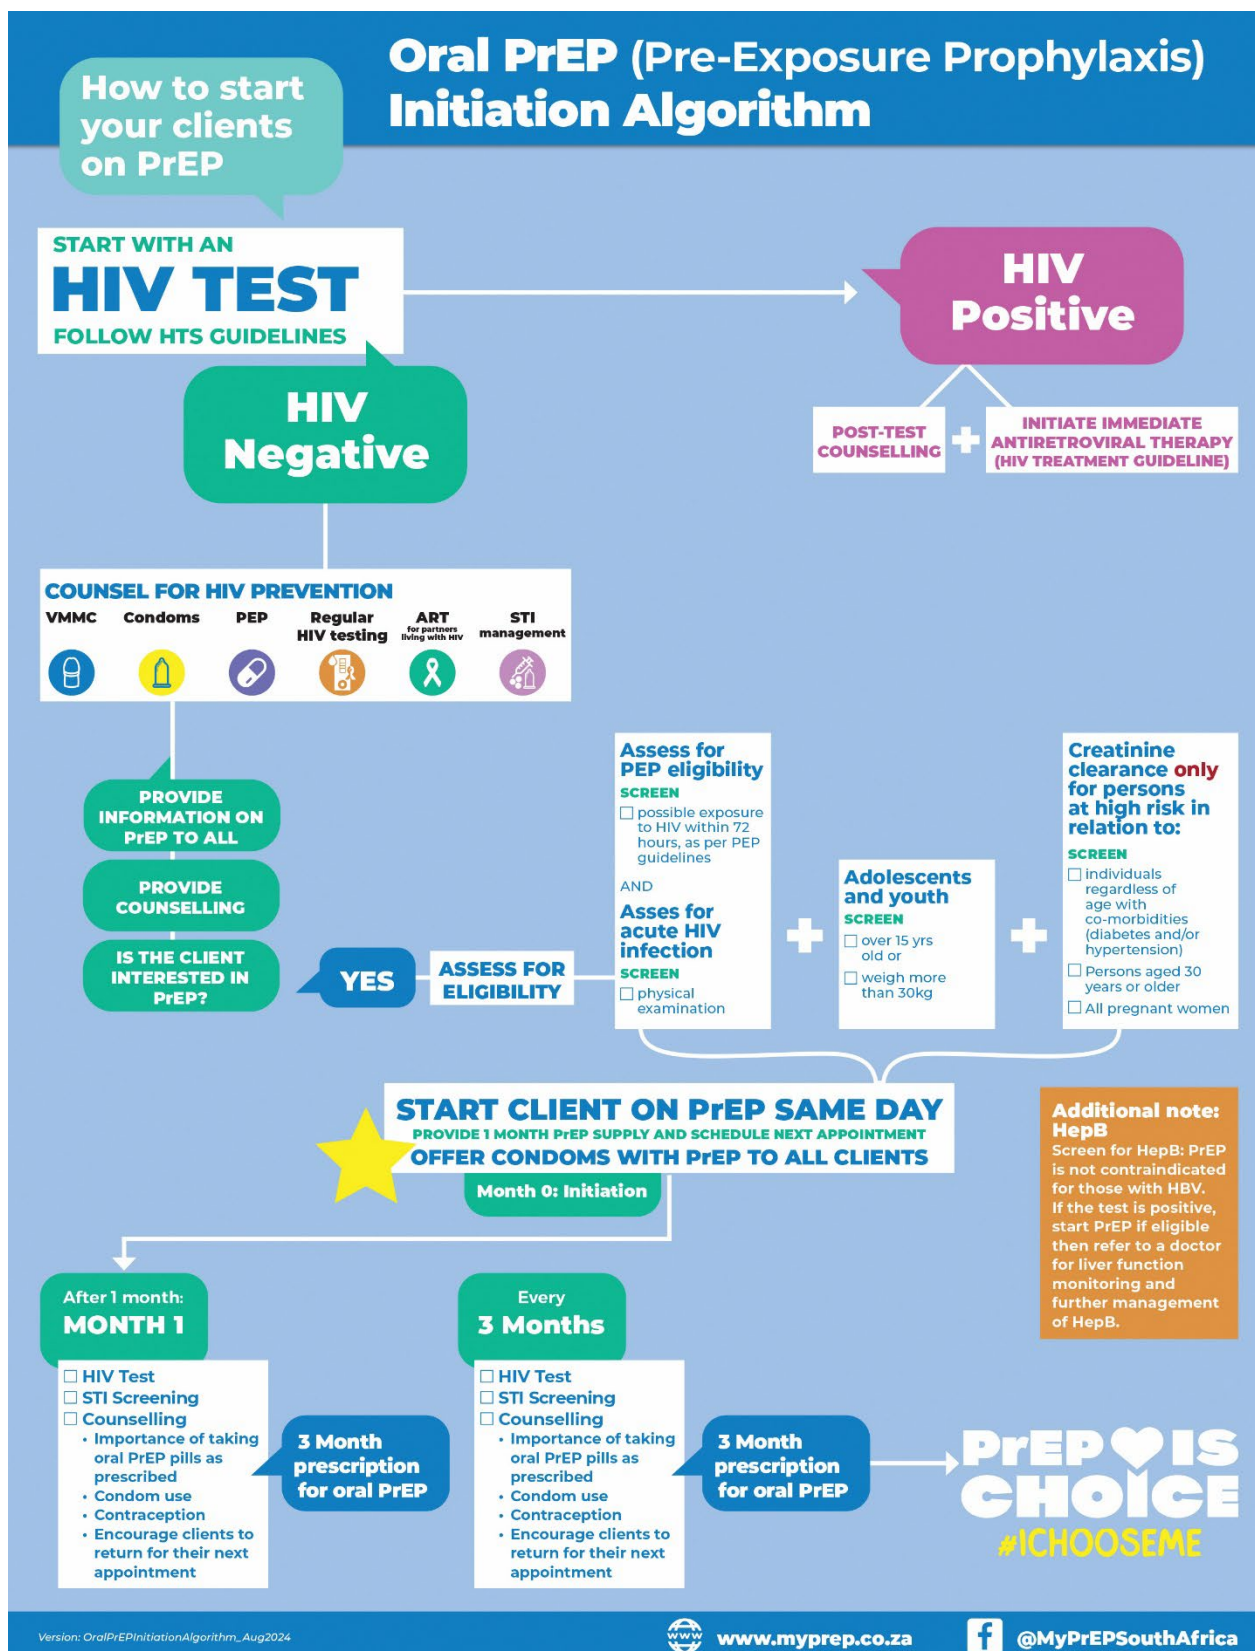 How to start
your clients
on PrEP
Oral PrEP (Pre-Exposure Prophylaxis)
Initiation Algorithm
START WITH AN
HIV TEST
FOLLOW HTS GUIDELINES
HIV
Positive
HIV
Negative
POST-TEST
COUNSELLING
INITIATE IMMEDIATE
ANTIRETROVIRAL THERAPY
(HIV TREATMENT GUIDELINE)
COUNSEL FOR HIV PREVENTION
VMMC
Condoms
PEP
Regular
HIV testing
ART
for partners
living with HIV
STI
management
PROVIDE
INFORMATION ON
PrEP TO ALL
PROVIDE
COUNSELLING
IS THE CLIENT
INTERESTED IN
PrEP?
YES
ASSESS FOR
ELIGIBILITY
Assess for
PEP eligibility
SCREEN
possible exposure
to HIV within 72
hours, as per PEP
guidelines
AND
Asses for
acute HIV
infection
SCREEN
physical
examination
Adolescents
and youth
SCREEN
over 15 yrs
old or
weigh more
than 30kg
Creatinine
clearance only
for persons
at high risk in
relation to:
SCREEN
individuals
regardless of
age with
co-morbidities
(diabetes and/or
hypertension)
Persons aged 30
years or older
All pregnant women
START CLIENT ON PrEP SAME DAY
PROVIDE 1 MONTH PrEP SUPPLY AND SCHEDULE NEXT APPOINTMENT
OFFER CONDOMS WITH PrEP TO ALL CLIENTS
Month 0: Initiation
Additional note:
HepB
Screen for HepB: PrEP
is not contraindicated
for those with HBV.
If the test is positive,
start PrEP if eligible
then refer to a doctor
for liver function
monitoring and
further management
of HepB.
After 1 month:
MONTH 1
HIV Test
STI Screening
Counselling
• Importance of taking
oral PrEP pills as
prescribed
• Condom use
• Contraception
• Encourage clients to
return for their next
appointment
3 Month
prescription
for oral PrEP
Every
3 Months
HIV Test
STI Screening
Counselling
• Importance of taking
oral PrEP pills as
prescribed
• Condom use
• Contraception
• Encourage clients to
return for their next
appointment
3 Month
prescription
for oral PrEP
PrEP IS
CHOICE
#ICHOOSEME
Version: OralPrEPInitiationAlgorithm_Aug2024
www
www.myprep.co.za
f
@MyPrEPSouthAfrica